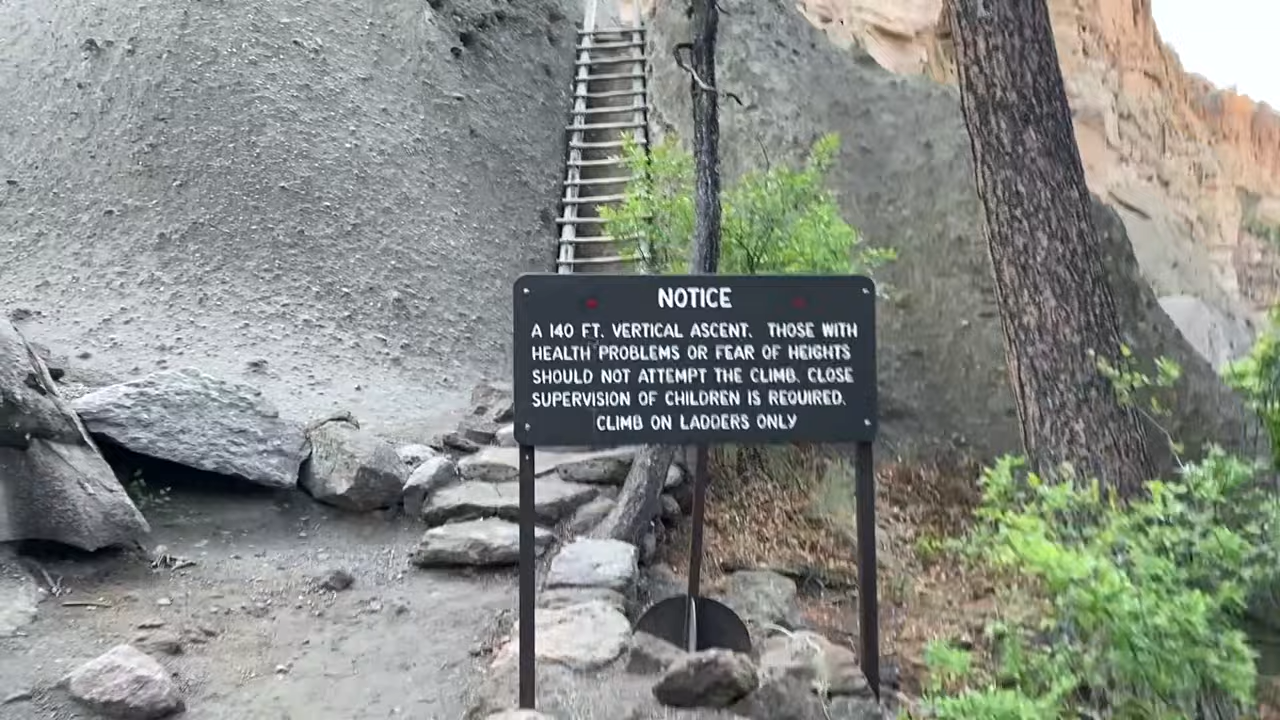 NOTICE
A 140 FT. VERTICAL ASCENT. THOSE WITH
HEALTH PROBLEMS OR FEAR OF HEIGHTS
SHOULD NOT ATTEMPT THE CLIMB. CLOSE
SUPERVISION OF CHILDREN IS REQUIRED.
CLIMB ON LADDERS ONLY